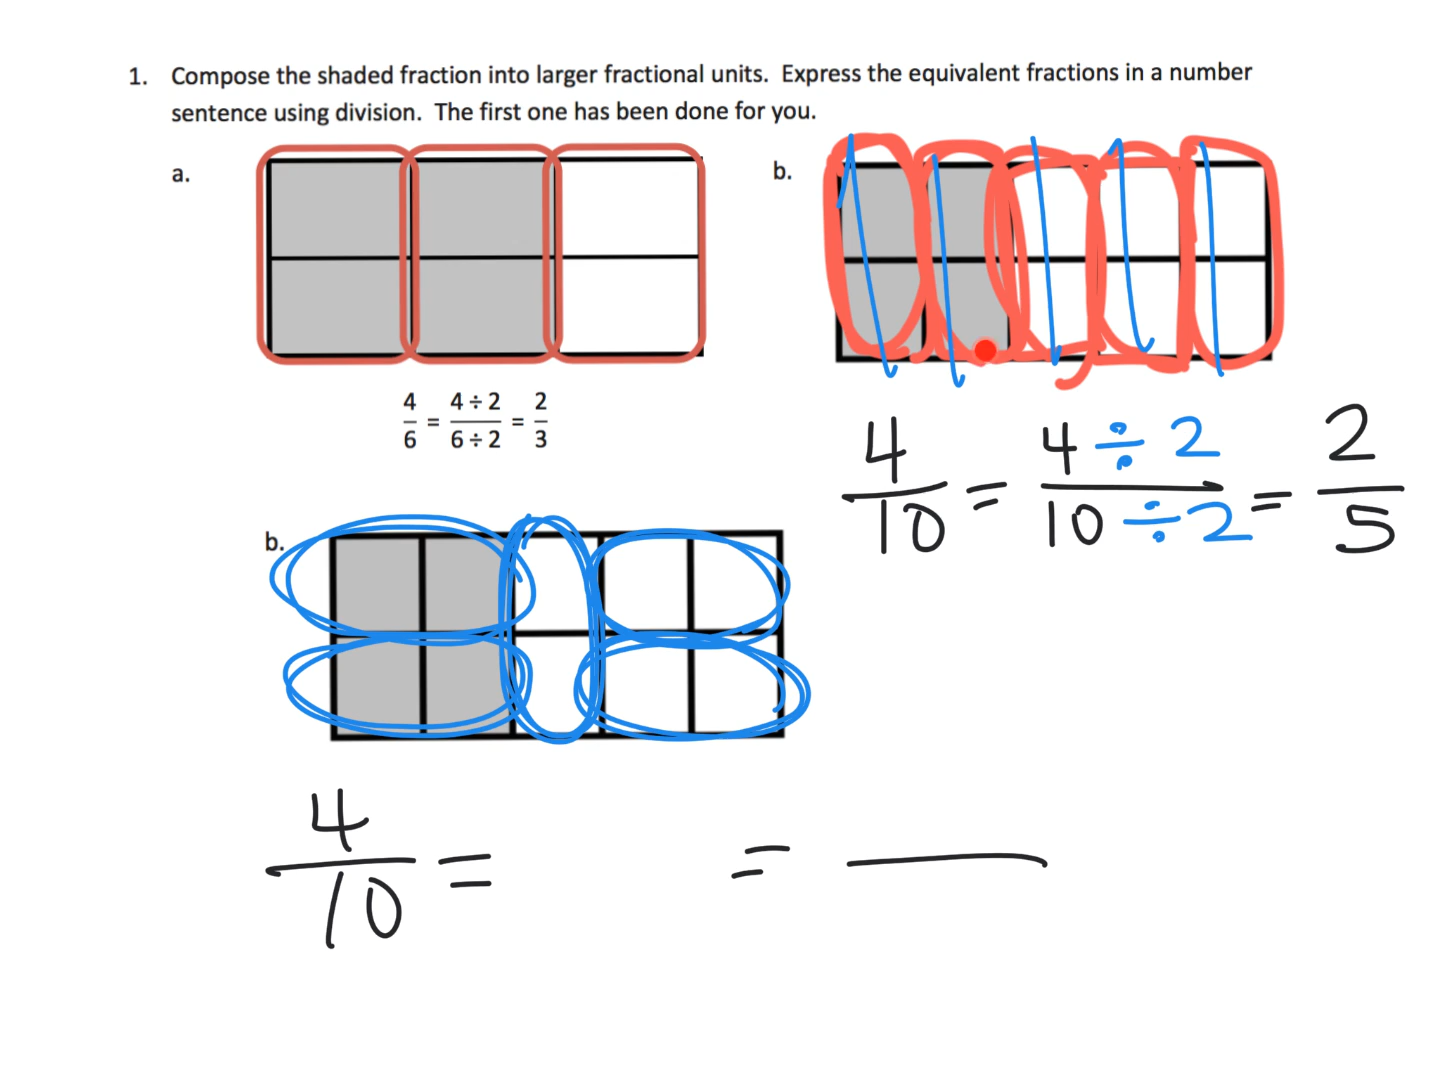 1. Compose the shaded fraction into larger fractional units. Express the equivalent fractions in a number
sentence using division. The first one has been done for you.
a.
4/6 = 4 ÷ 2/6 ÷ 2 = 2/3
b.
4/10 = 4 ÷ 2/10 ÷ 2 = 2/5
b.
4/10 = =